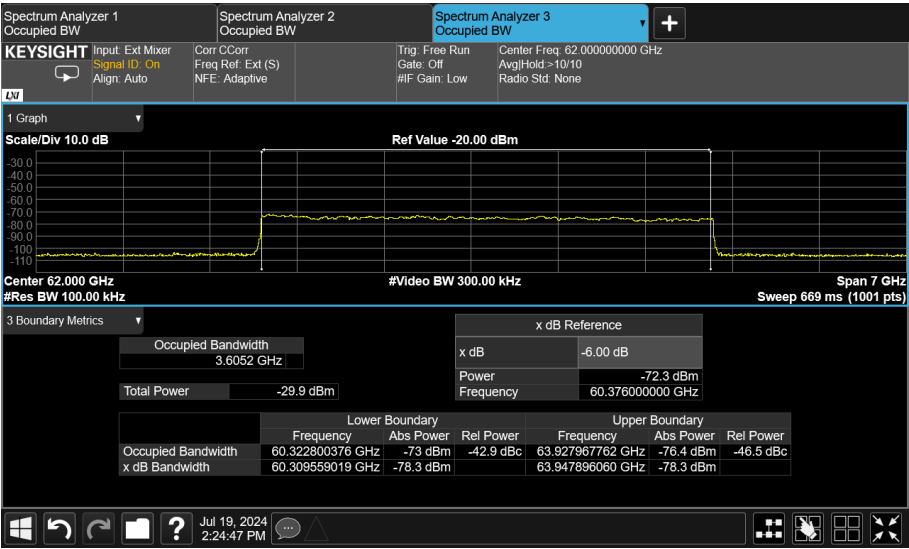 Spectrum Analyzer 1
Occupied BW
Spectrum Analyzer 2
Occupied BW
Spectrum Analyzer 3
Occupied BW
KEYSIGHT
LXI
Input: Ext Mixer
Signal ID: On
Align: Auto
Corr CCorr
Freq Ref: Ext (S)
NFE: Adaptive
Trig: Free Run
Gate: Off
#IF Gain: Low
Center Freq: 62.000000000 GHz
Avg|Hold:>10/10
Radio Std: None
1 Graph
Scale/Div 10.0 dB Ref Value -20.00 dBm
-30.0
-40.0
-50.0
-60.0
-70.0
-80.0
-90.0
-100
-110
Center 62.000 GHz #Video BW 300.00 kHz Span 7 GHz
#Res BW 100.00 kHz Sweep 669 ms (1001 pts)
3 Boundary Metrics
Occupied Bandwidth
3.6052 GHz
Total Power -29.9 dBm
x dB Reference
x dB -6.00 dB
Power -72.3 dBm
Frequency 60.376000000 GHz
Lower Boundary Upper Boundary
Frequency Abs Power Rel Power Frequency Abs Power Rel Power
Occupied Bandwidth 60.322800376 GHz -73 dBm -42.9 dBc 63.927967762 GHz -76.4 dBm -46.5 dBc
x dB Bandwidth 60.309559019 GHz -78.3 dBm 63.947896060 GHz -78.3 dBm
Jul 19, 2024
2:24:47 PM